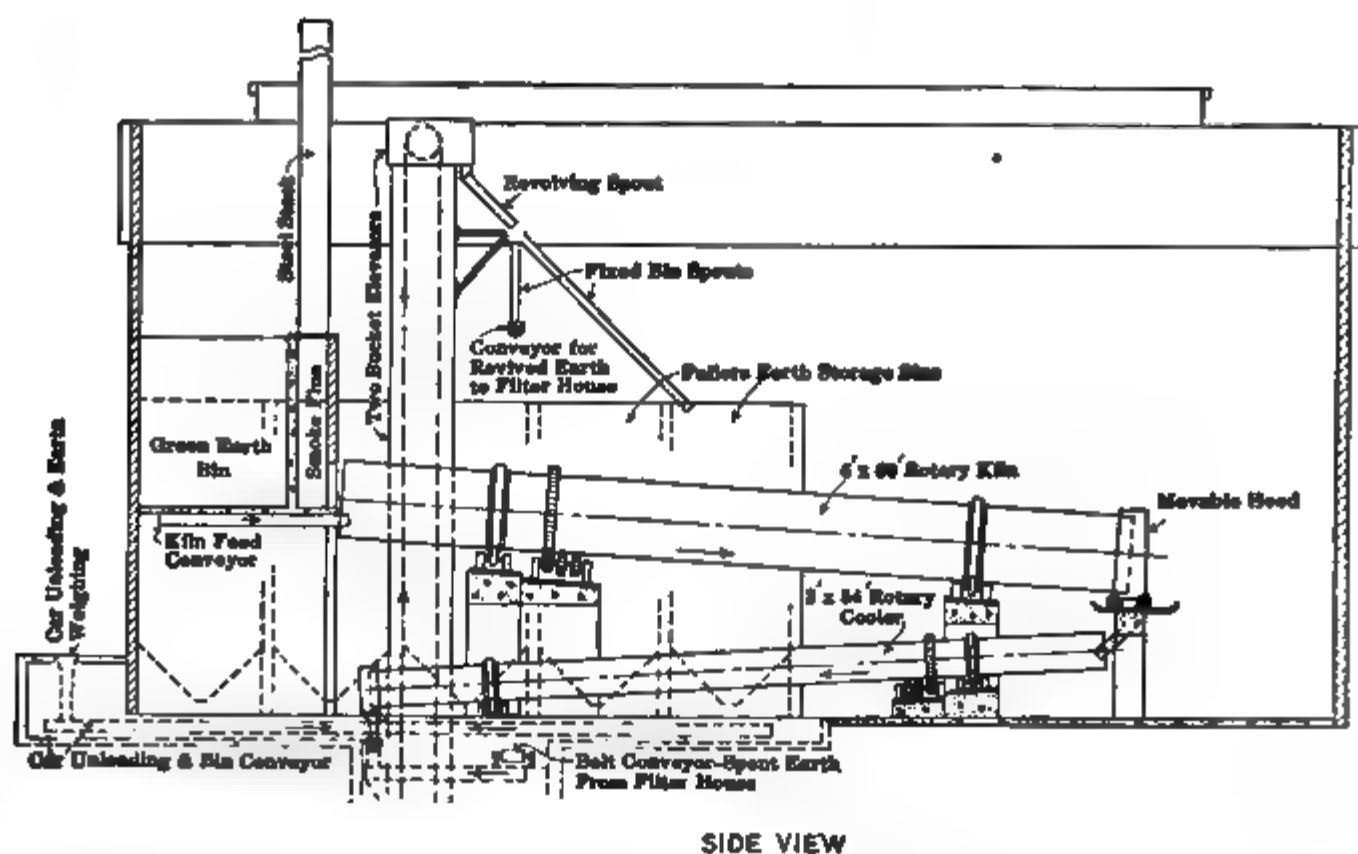 Steel Stack
Two Bucket Elevators
Revolving Spout
Fixed Bin Spouts
Conveyor for
Revived Earth
to Filter House
Fullers Earth Storage Bins
Green Earth
Bin
Smoke Flue
Rotary Kiln
Movable Hood
Kiln Feed
Conveyor
Car Unloading & Earth
Weighing
Rotary
Cooler
Car Unloading & Bin Conveyor
Belt Conveyor-Spent Earth
From Filter House
SIDE VIEW